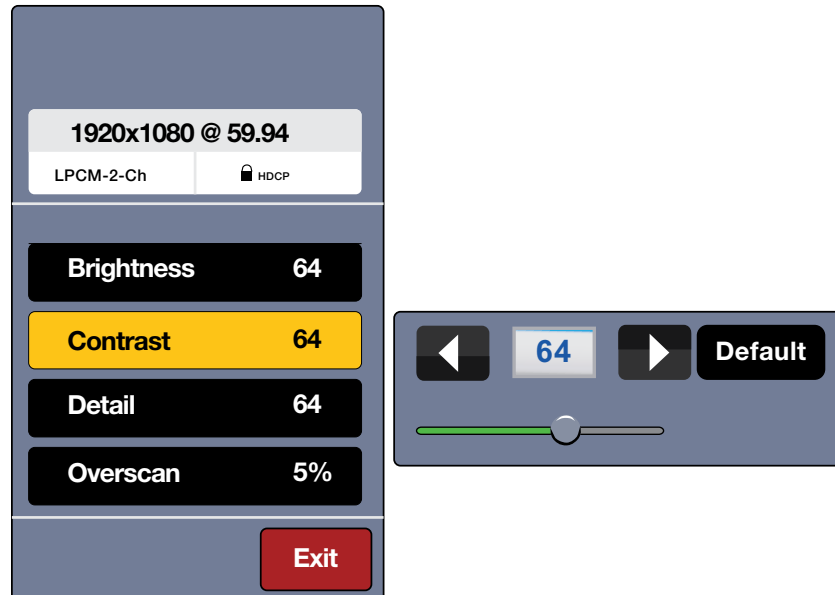 1920x1080 @ 59.94
LPCM-2-Ch HDCP
Brightness 64
Contrast 64
Detail 64
Overscan 5%
Exit
64 Default